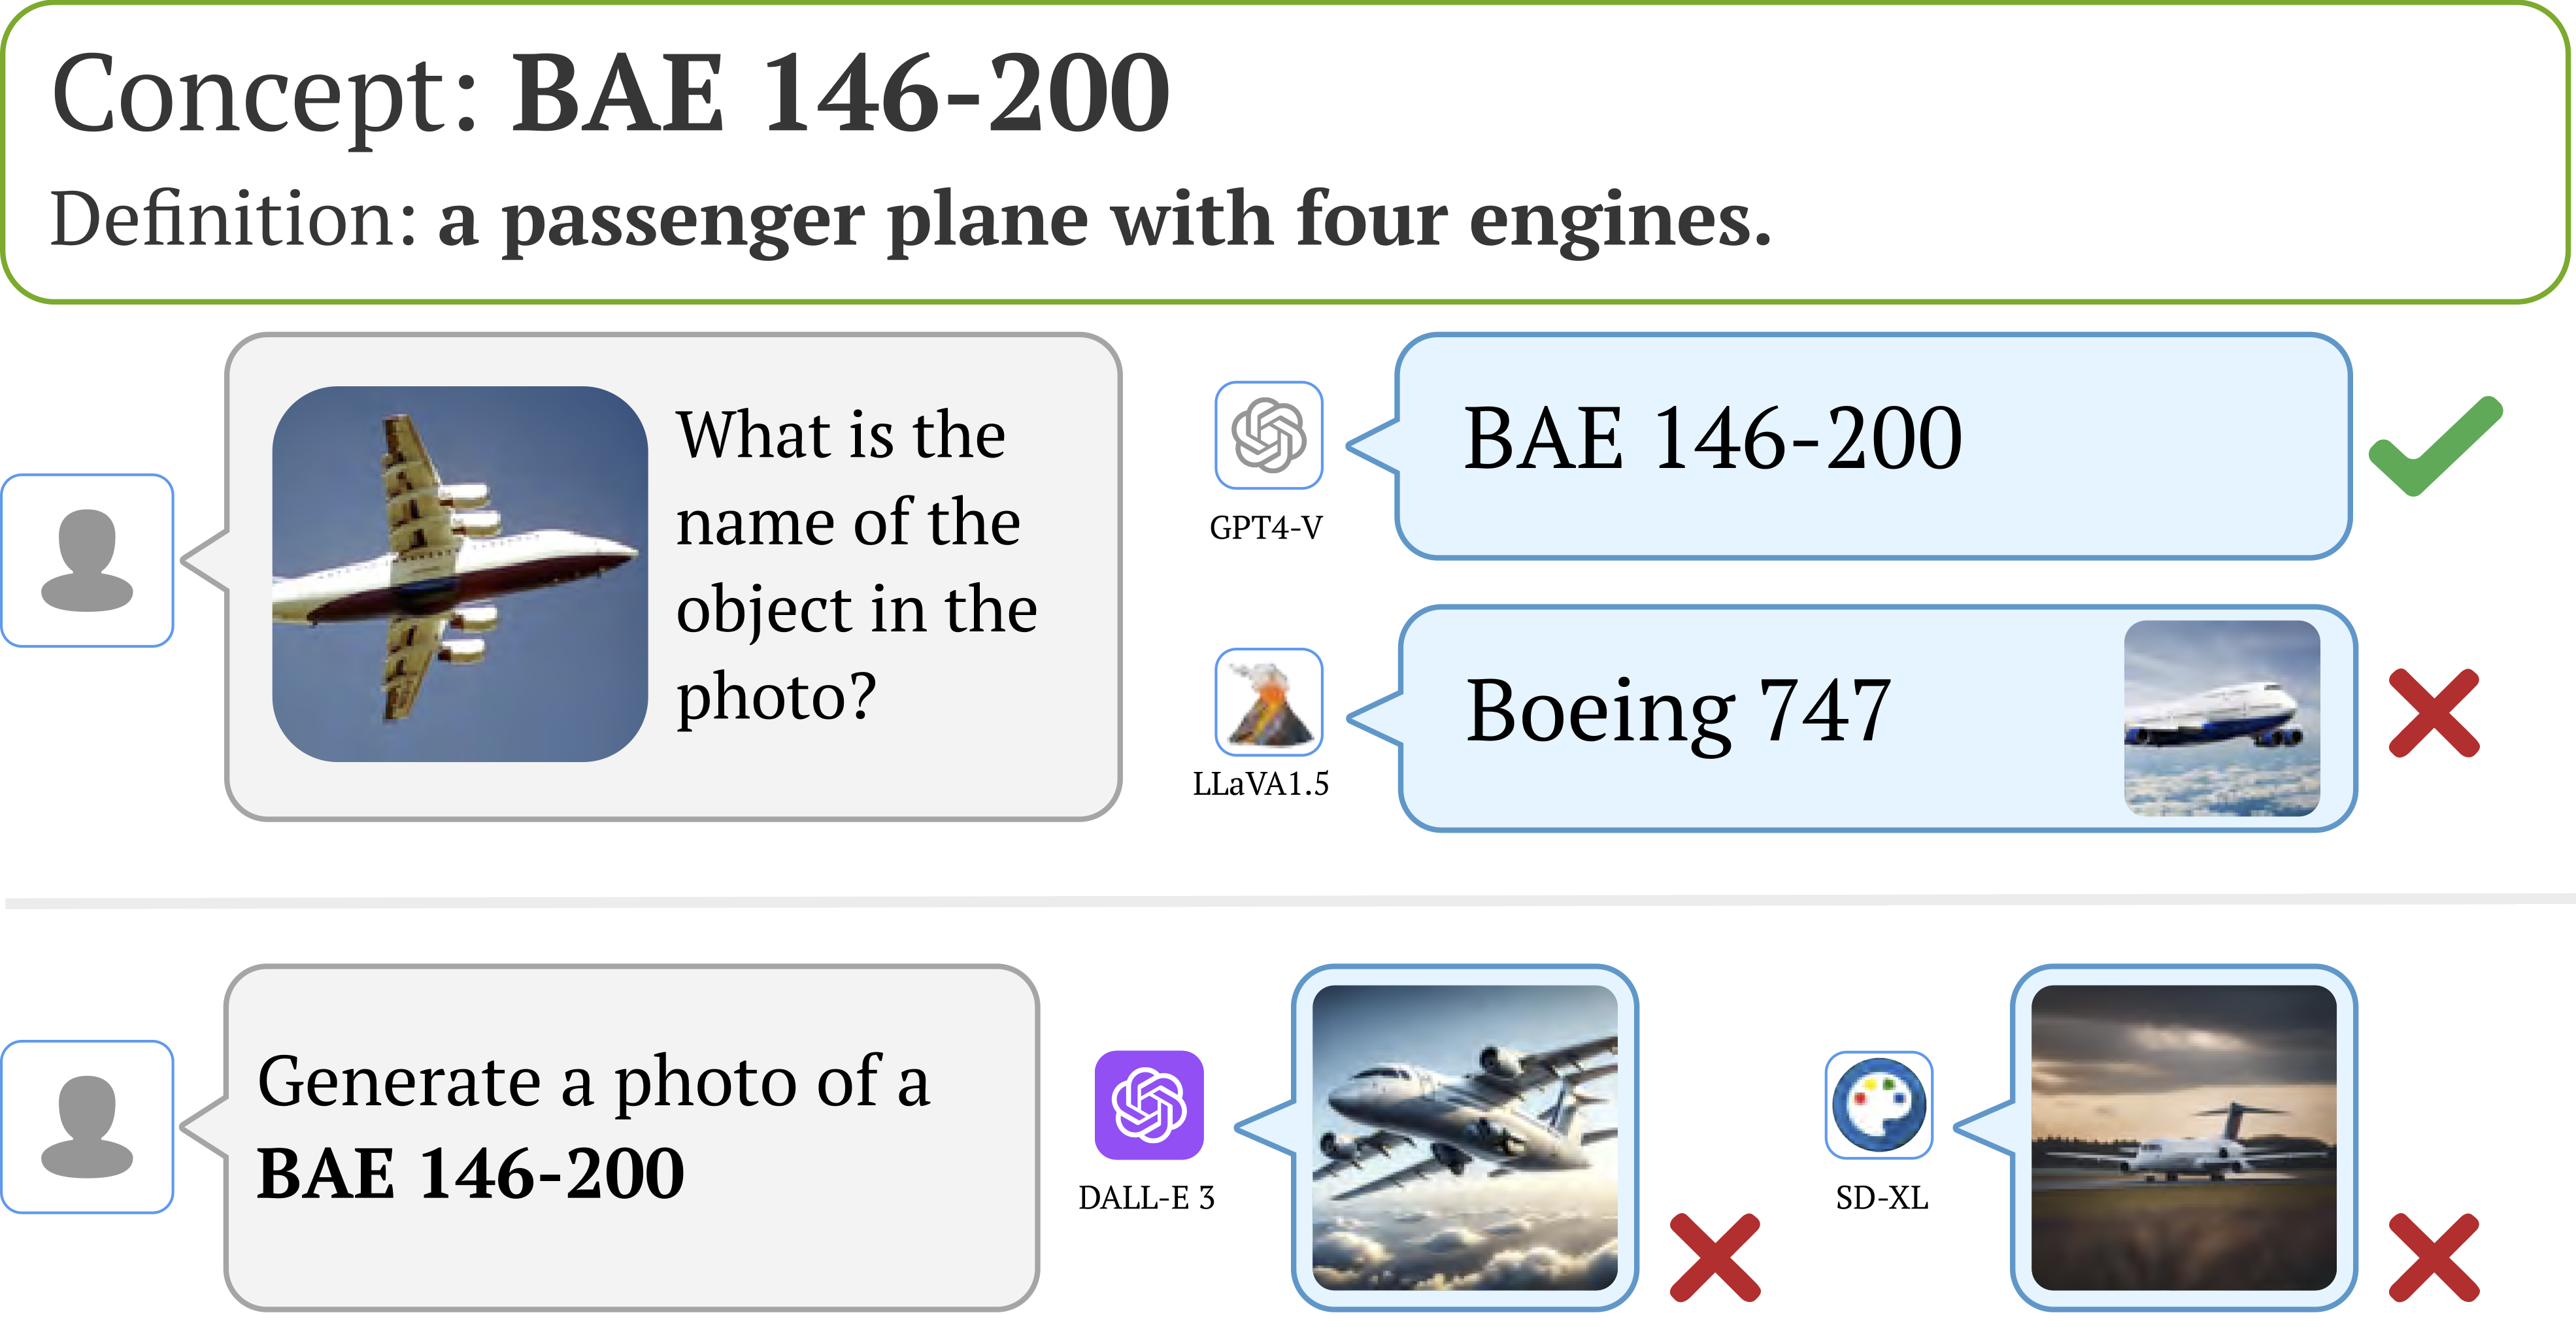 Concept: BAE 146-200
Definition: a passenger plane with four engines.
What is the
name of the
object in the
photo?
GPT4-V
BAE 146-200
LLaVA1.5
Boeing 747
Generate a photo of a
BAE 146-200
DALL-E 3
SD-XL